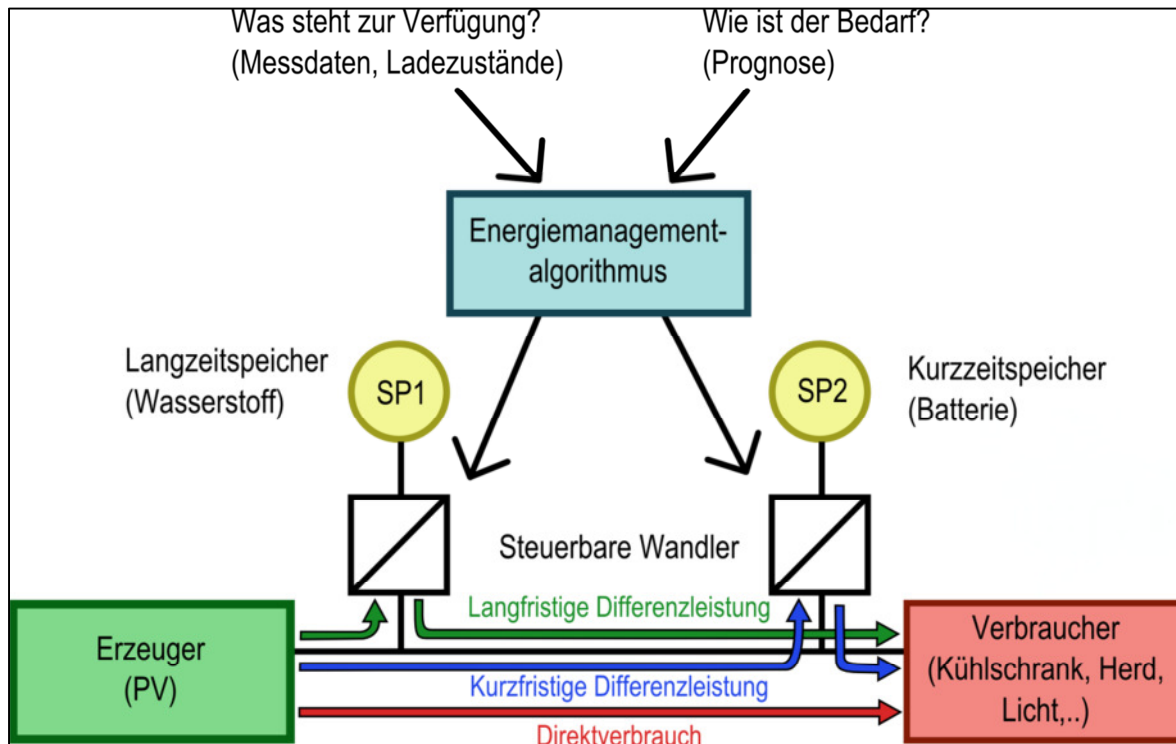 Was steht zur Verfügung?
(Messdaten, Ladezustände)
Wie ist der Bedarf?
(Prognose)
Energiemanagement-
algorithmus
Langzeitspeicher
(Wasserstoff)
SP1
SP2
Kurzzeitspeicher
(Batterie)
Steuerbare Wandler
Langfristige Differenzleistung
Erzeuger
(PV)
Kurzfristige Differenzleistung
Direktverbrauch
Verbraucher
(Kühlschrank, Herd,
Licht,..)